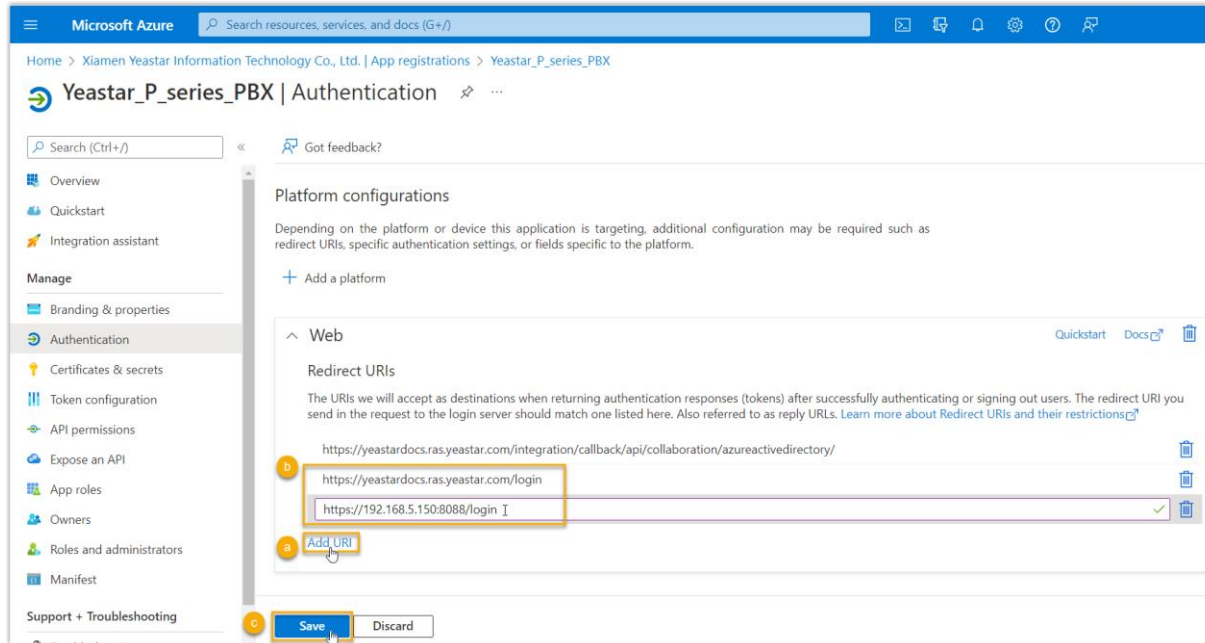 Microsoft Azure
Search resources, services, and docs (G+/)
Home > Xiamen Yeastar Information Technology Co., Ltd. | App registrations > Yeastar_P_series_PBX
Yeastar_P_series_PBX | Authentication
Search (Ctrl+/)
Got feedback?
Overview
Quickstart
Integration assistant
Manage
Branding & properties
Authentication
Certificates & secrets
Token configuration
API permissions
Expose an API
App roles
Owners
Roles and administrators
Manifest
Support + Troubleshooting
Platform configurations
Depending on the platform or device this application is targeting, additional configuration may be required such as
redirect URIs, specific authentication settings, or fields specific to the platform.
Add a platform
Web
Quickstart
Docs
Redirect URIs
The URIs we will accept as destinations when returning authentication responses (tokens) after successfully authenticating or signing out users. The redirect URI you
send in the request to the login server should match one listed here. Also referred to as reply URLs. Learn more about Redirect URIs and their restrictions
https://yeastardocs.ras.yeastar.com/integration/callback/api/collaboration/azureactivedirectory/
b
https://yeastardocs.ras.yeastar.com/login
https://192.168.5.150:8088/login
a
Add URI
c
Save
Discard